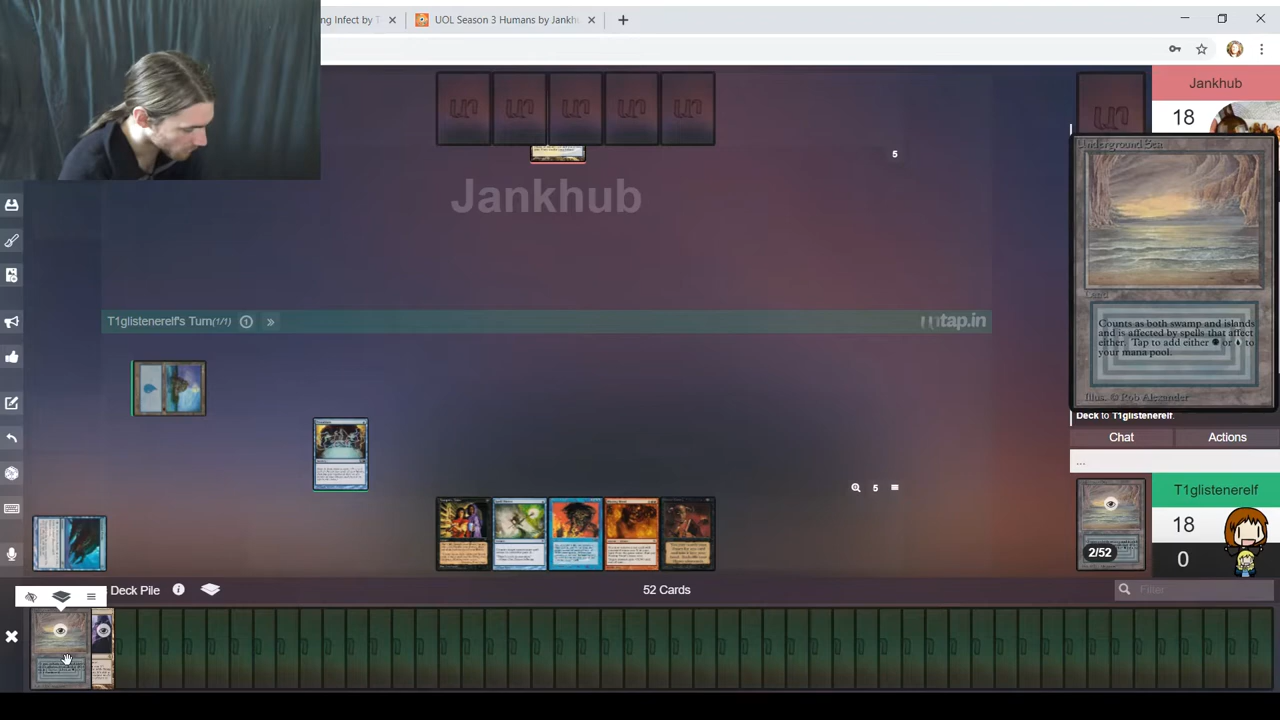 ng Infect by T
UOL Season 3 Humans by Jankh
Jankhub
18
Jankhub
5
Underground Sea
Land
Counts as both swamp and islands
and is affected by spells that affect
either. Tap to add either or to
your mana pool.
Illus. © Rob Alexander
T1glistenerelf's Turn(1/1) 1 »
untap.in
Deck to T1glistenerelf.
Chat Actions
...
5
T1glistenerelf
18
2/52
0
Deck Pile
52 Cards
Filter